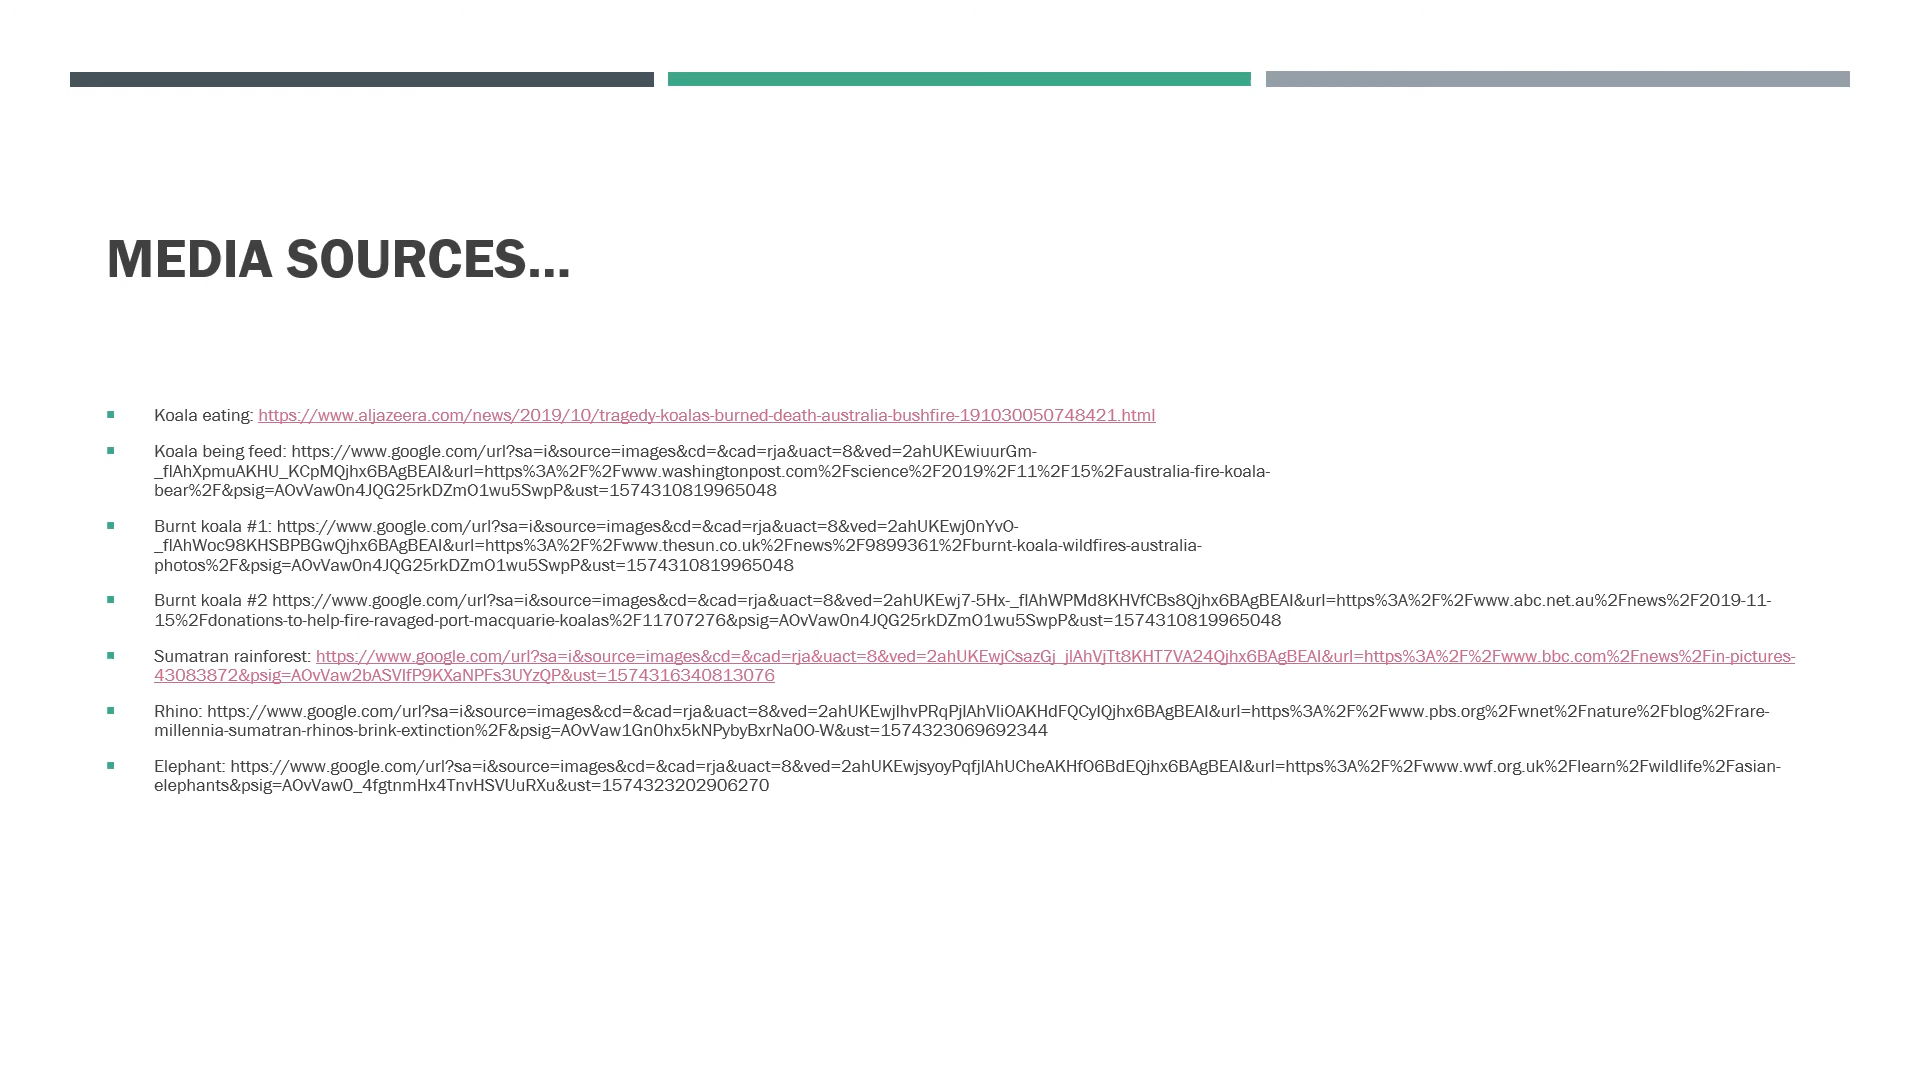 MEDIA SOURCES...
Koala eating: https://www.aljazeera.com/news/2019/10/tragedy-koalas-burned-death-australia-bushfire-191030050748421.html
Koala being feed: https://www.google.com/url?sa=i&source=images&cd=&cad=rja&uact=8&ved=2ahUKEwiuurGm-
_flAhXpmuAKHU_KCpMQjhx6BAgBEAI&url=https%3A%2F%2Fwww.washingtonpost.com%2Fscience%2F2019%2F11%2F15%2Faustralia-fire-koala-
bear%2F&psig=AOvVaw0n4JQG25rkDZmO1wu5SwpP&ust=1574310819965048
Burnt koala #1: https://www.google.com/url?sa=i&source=images&cd=&cad=rja&uact=8&ved=2ahUKEwj0nYvO-
_flAhWoc98KHSBPBGwQjhx6BAgBEAI&url=https%3A%2F%2Fwww.thesun.co.uk%2Fnews%2F9899361%2Fburnt-koala-wildfires-australia-
photos%2F&psig=AOvVaw0n4JQG25rkDZmO1wu5SwpP&ust=1574310819965048
Burnt koala #2 https://www.google.com/url?sa=i&source=images&cd=&cad=rja&uact=8&ved=2ahUKEwj7-5Hx-_flAhWPMd8KHVfCBs8Qjhx6BAgBEAI&url=https%3A%2F%2Fwww.abc.net.au%2Fnews%2F2019-11-
15%2Fdonations-to-help-fire-ravaged-port-macquarie-koalas%2F11707276&psig=AOvVaw0n4JQG25rkDZmO1wu5SwpP&ust=1574310819965048
Sumatran rainforest: https://www.google.com/url?sa=i&source=images&cd=&cad=rja&uact=8&ved=2ahUKEwjCsazGj_jlAhVjTt8KHT7VA24Qjhx6BAgBEAI&url=https%3A%2F%2Fwww.bbc.com%2Fnews%2Fin-pictures-
43083872&psig=AOvVaw2bASVIfP9KXaNPFs3UYzQP&ust=1574316340813076
Rhino: https://www.google.com/url?sa=i&source=images&cd=&cad=rja&uact=8&ved=2ahUKEwjlhvPRqPjlAhVliOAKHdFQCylQjhx6BAgBEAI&url=https%3A%2F%2Fwww.pbs.org%2Fwnet%2Fnature%2Fblog%2Frare-
millennia-sumatran-rhinos-brink-extinction%2F&psig=AOvVaw1Gn0hx5kNPybyBxrNa0O-W&ust=1574323069692344
Elephant: https://www.google.com/url?sa=i&source=images&cd=&cad=rja&uact=8&ved=2ahUKEwjsyoyPqfjlAhUCheAKHfO6BdEQjhx6BAgBEAI&url=https%3A%2F%2Fwww.wwf.org.uk%2Flearn%2Fwildlife%2Fasian-
elephants&psig=AOvVaw0_4fgtnmHx4TnvHSVUuRXu&ust=1574323202906270